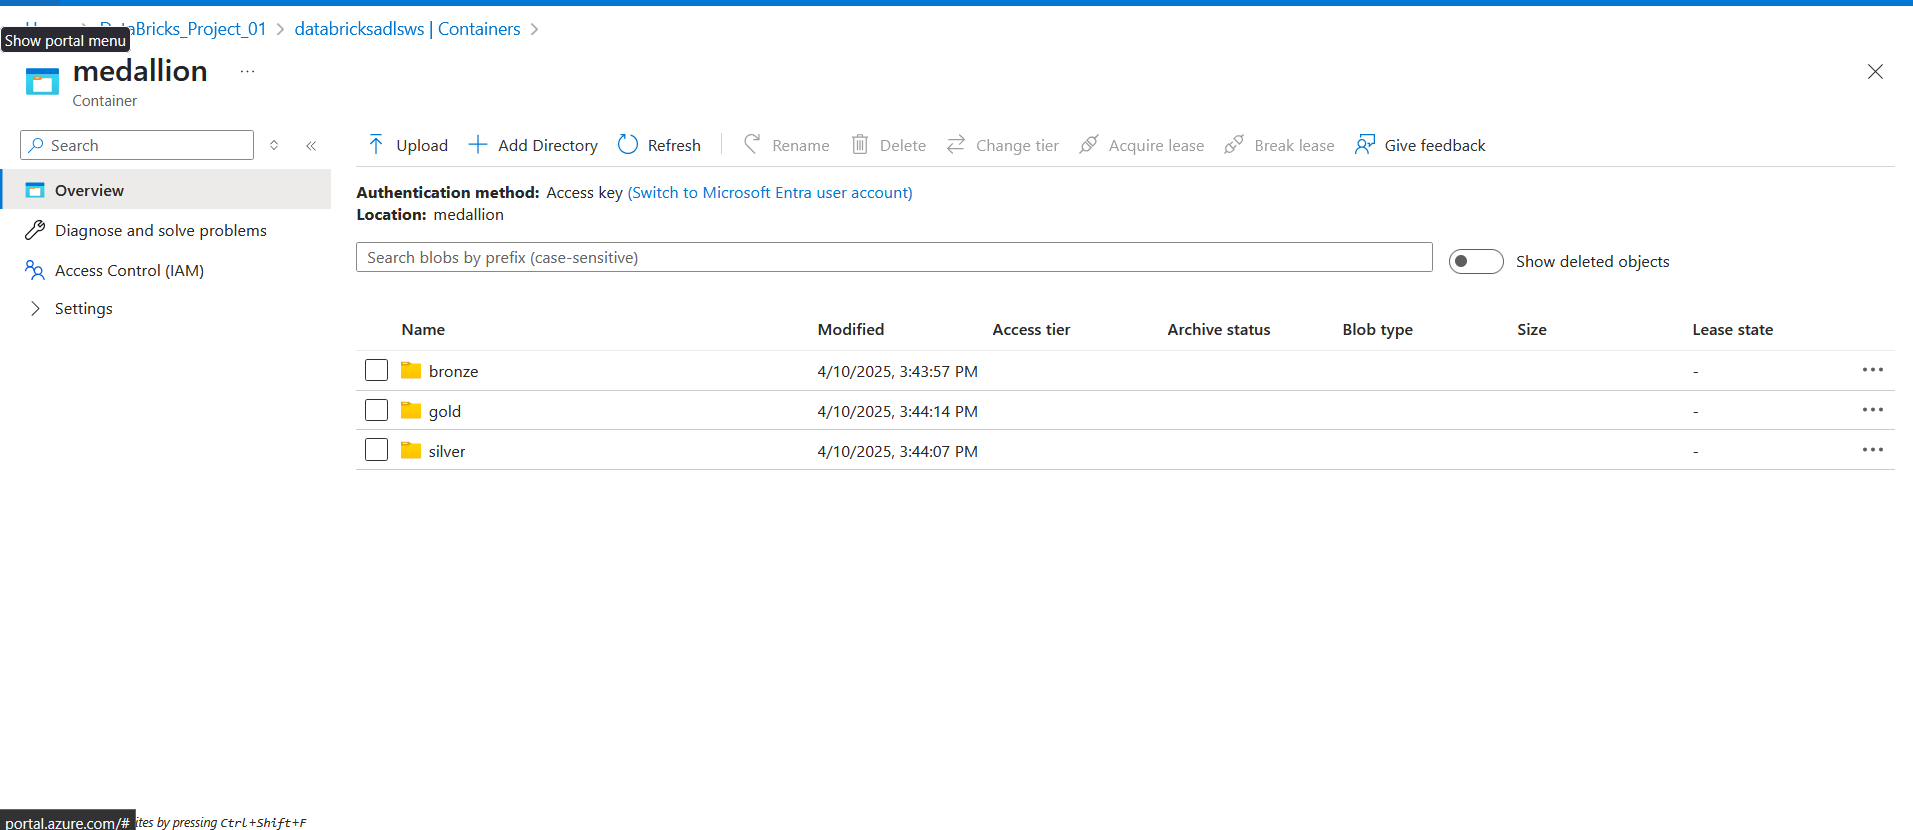 DataBricks_Project_01 > databricksadlsws | Containers >
Show portal menu
medallion ...
Container
Search
Upload Add Directory Refresh Rename Delete Change tier Acquire lease Break lease Give feedback
Overview
Diagnose and solve problems
Access Control (IAM)
Settings
Authentication method: Access key (Switch to Microsoft Entra user account)
Location: medallion
Search blobs by prefix (case-sensitive)
Show deleted objects
Name Modified Access tier Archive status Blob type Size Lease state
bronze 4/10/2025, 3:43:57 PM -
gold 4/10/2025, 3:44:14 PM -
silver 4/10/2025, 3:44:07 PM -
portal.azure.com/# ites by pressing Ctrl+Shift+F